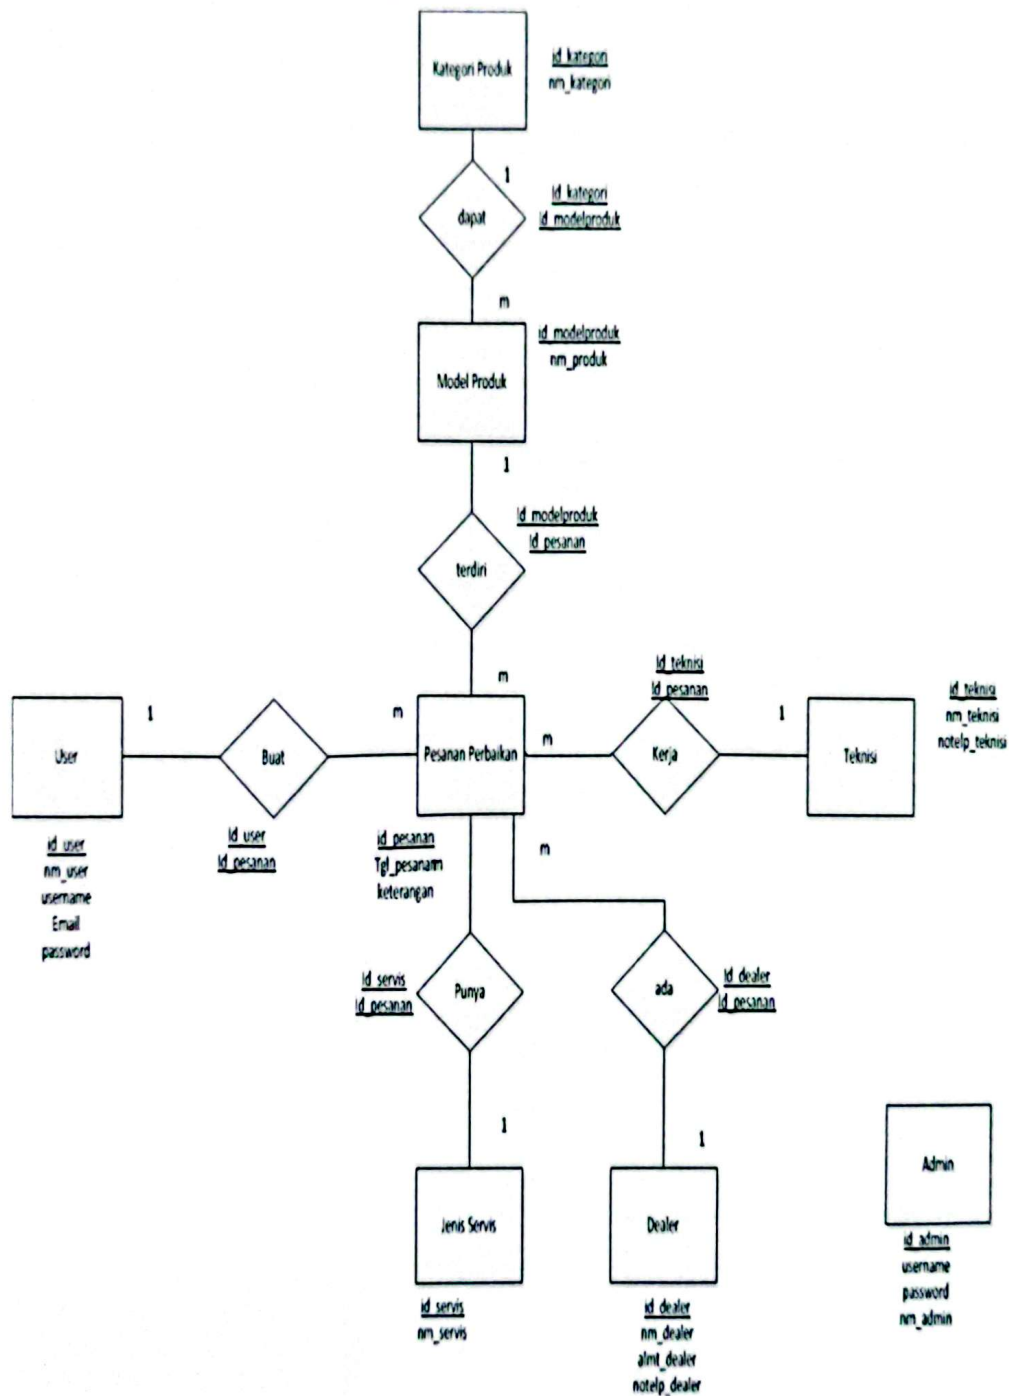 Kategori Produk
id_kategori
nm_kategori
1
dapat
Id_kategori
Id_modelproduk
m
id_modelproduk
nm_produk
Model Produk
1
Id_modelproduk
Id_pesanan
terdiri
m
Id_teknisi
Id_pesanan
User
1
Buat
m
Pesanan Perbaikan
m
Kerja
1
Teknisi
id_teknisi
nm_teknisi
notelp_teknisi
id_user
nm_user
username
Email
password
Id_user
Id_pesanan
id_pesanan
Tgl_pesanam
keterangan
m
Id_servis
Id_pesanan
Punya
ada
Id_dealer
Id_pesanan
1
1
Jenis Servis
Dealer
Admin
id_servis
nm_servis
id_dealer
nm_dealer
almt_dealer
notelp_dealer
id_admin
username
password
nm_admin